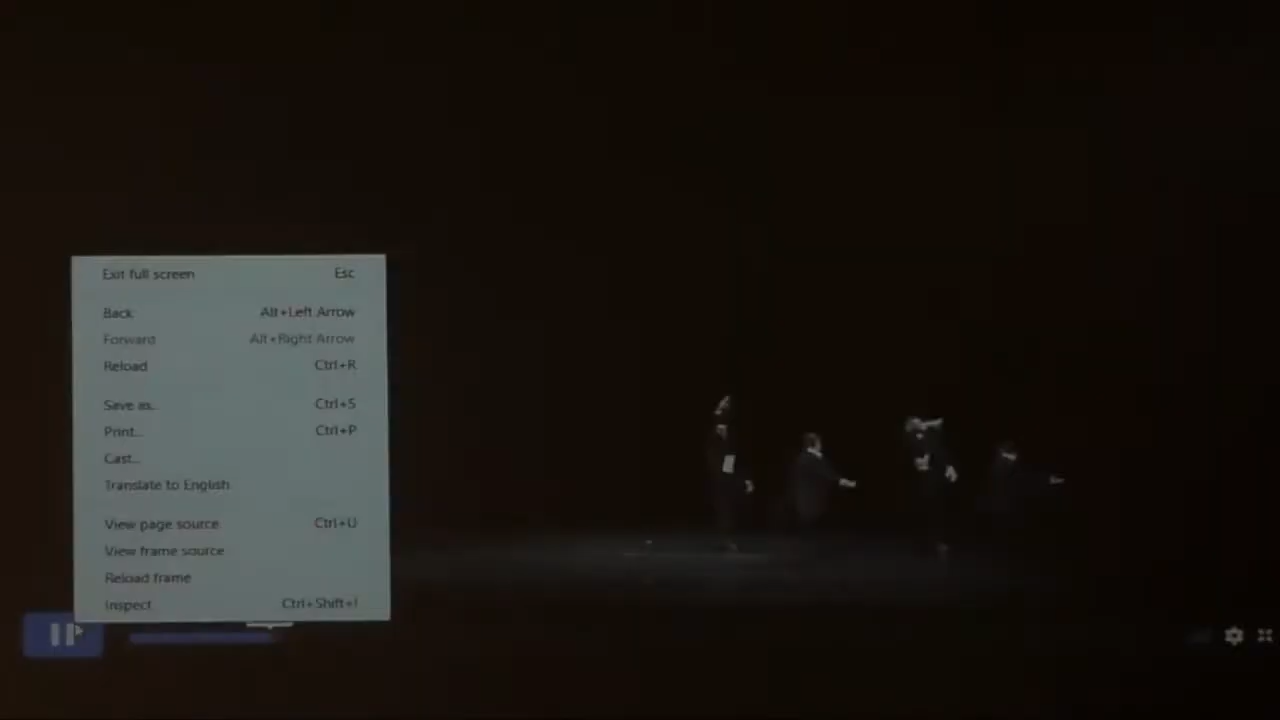 Exit full screen Esc
Back Alt+Left Arrow
Forward Alt+Right Arrow
Reload Ctrl+R
Save as... Ctrl+S
Print... Ctrl+P
Cast...
Translate to English
View page source Ctrl+U
View frame source
Reload frame
Inspect Ctrl+Shift+I